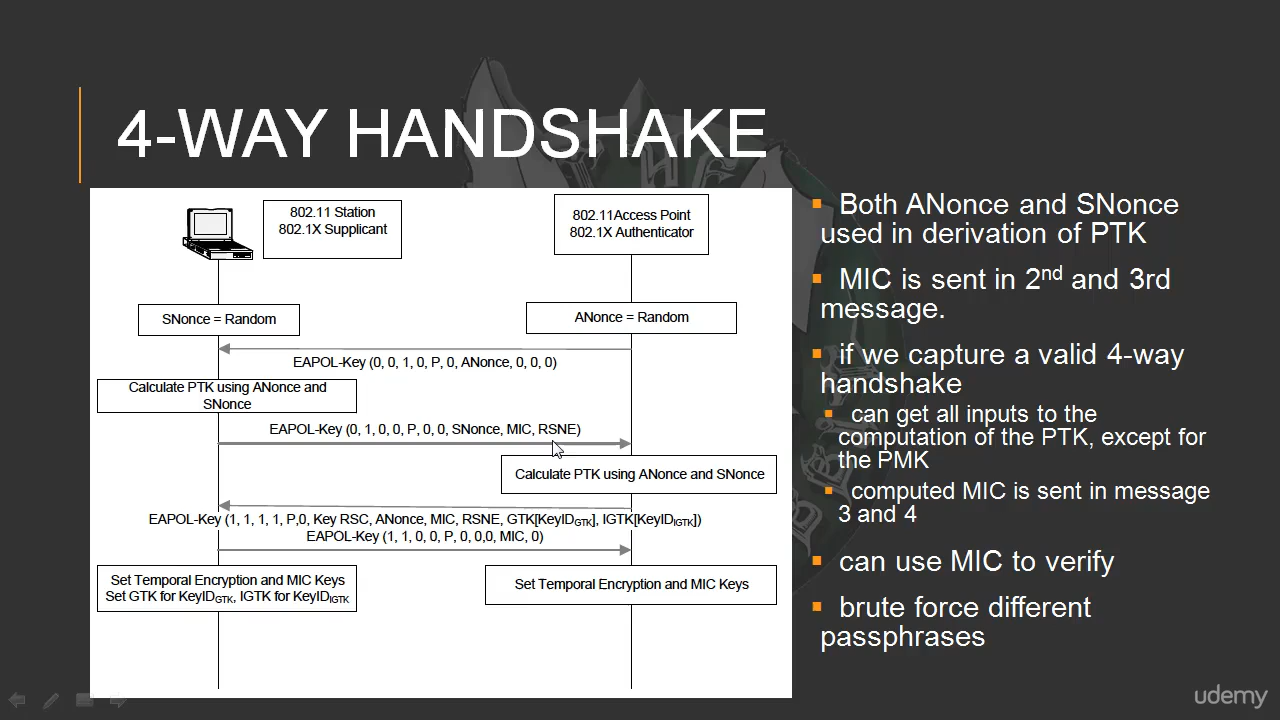 4-WAY HANDSHAKE
802.11 Station
802.1X Supplicant
802.11Access Point
802.1X Authenticator
SNonce = Random
ANonce = Random
EAPOL-Key (0, 0, 1, 0, P, 0, ANonce, 0, 0, 0)
Calculate PTK using ANonce and
SNonce
EAPOL-Key (0, 1, 0, 0, P, 0, 0, SNonce, MIC, RSNE)
Calculate PTK using ANonce and SNonce
EAPOL-Key (1, 1, 1, 1, P,0, Key RSC, ANonce, MIC, RSNE, GTK[KeyIDGTK], IGTK[KeyIDIGTK])
EAPOL-Key (1, 1, 0, 0, P, 0, 0,0, MIC, 0)
Set Temporal Encryption and MIC Keys
Set GTK for KeyIDGTK, IGTK for KeyIDIGTK
Set Temporal Encryption and MIC Keys
Both ANonce and SNonce
used in derivation of PTK
MIC is sent in 2nd and 3rd
message.
if we capture a valid 4-way
handshake
can get all inputs to the
computation of the PTK, except for
the PMK
computed MIC is sent in message
3 and 4
can use MIC to verify
brute force different
passphrases
udemy